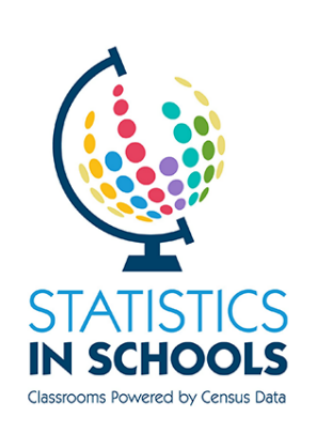 STATISTICS
IN SCHOOLS
Classrooms Powered by Census Data